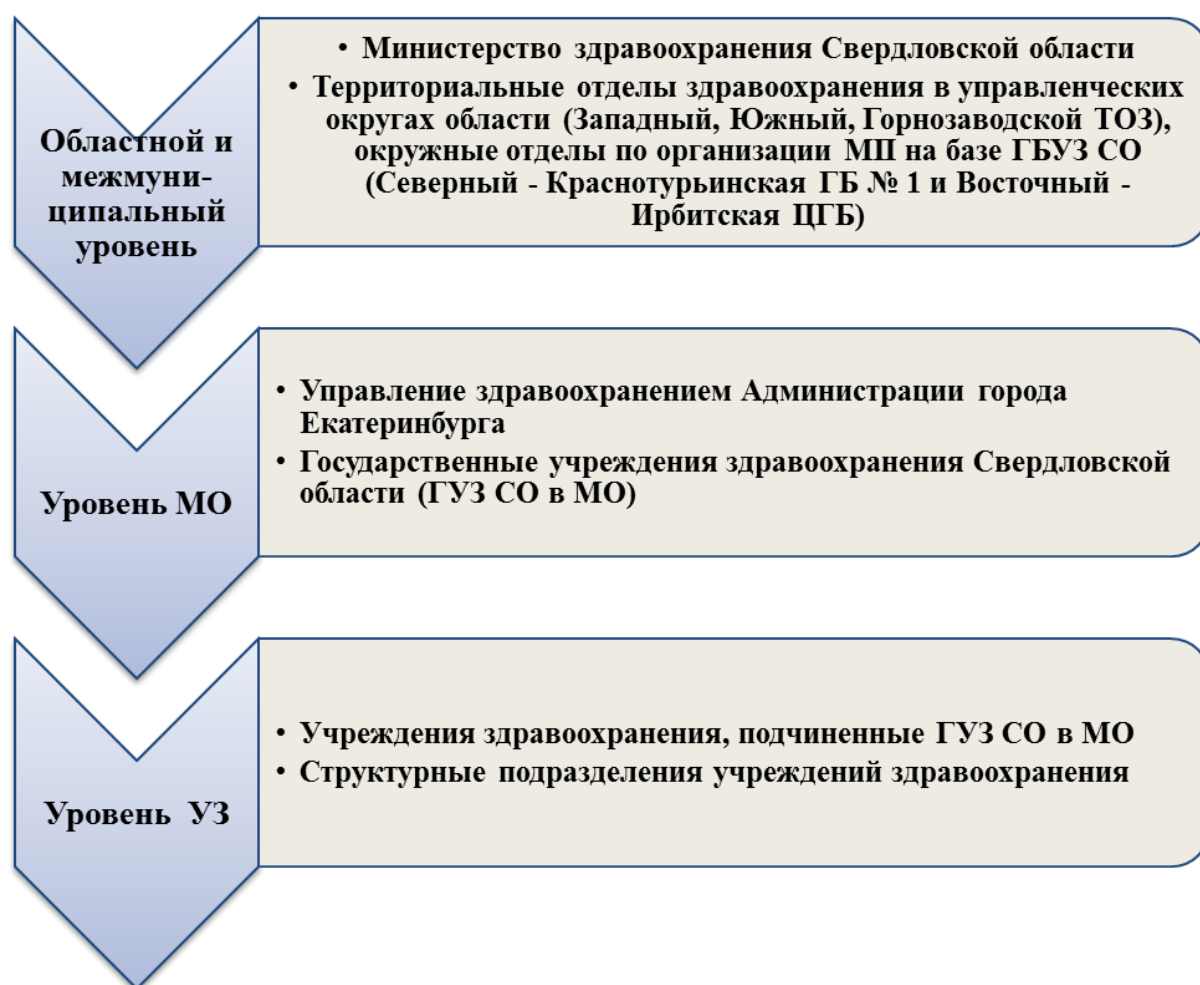 Областной и
межмуни-
ципальный
уровень
• Министерство здравоохранения Свердловской области
• Территориальные отделы здравоохранения в управленческих
округах области (Западный, Южный, Горнозаводской ТОЗ),
окружные отделы по организации МП на базе ГБУЗ СО
(Северный - Краснотурьинская ГБ № 1 и Восточный -
Ирбитская ЦГБ)
Уровень МО
• Управление здравоохранением Администрации города
Екатеринбурга
• Государственные учреждения здравоохранения Свердловской
области (ГУЗ СО в МО)
Уровень УЗ
• Учреждения здравоохранения, подчиненные ГУЗ СО в МО
• Структурные подразделения учреждений здравоохранения